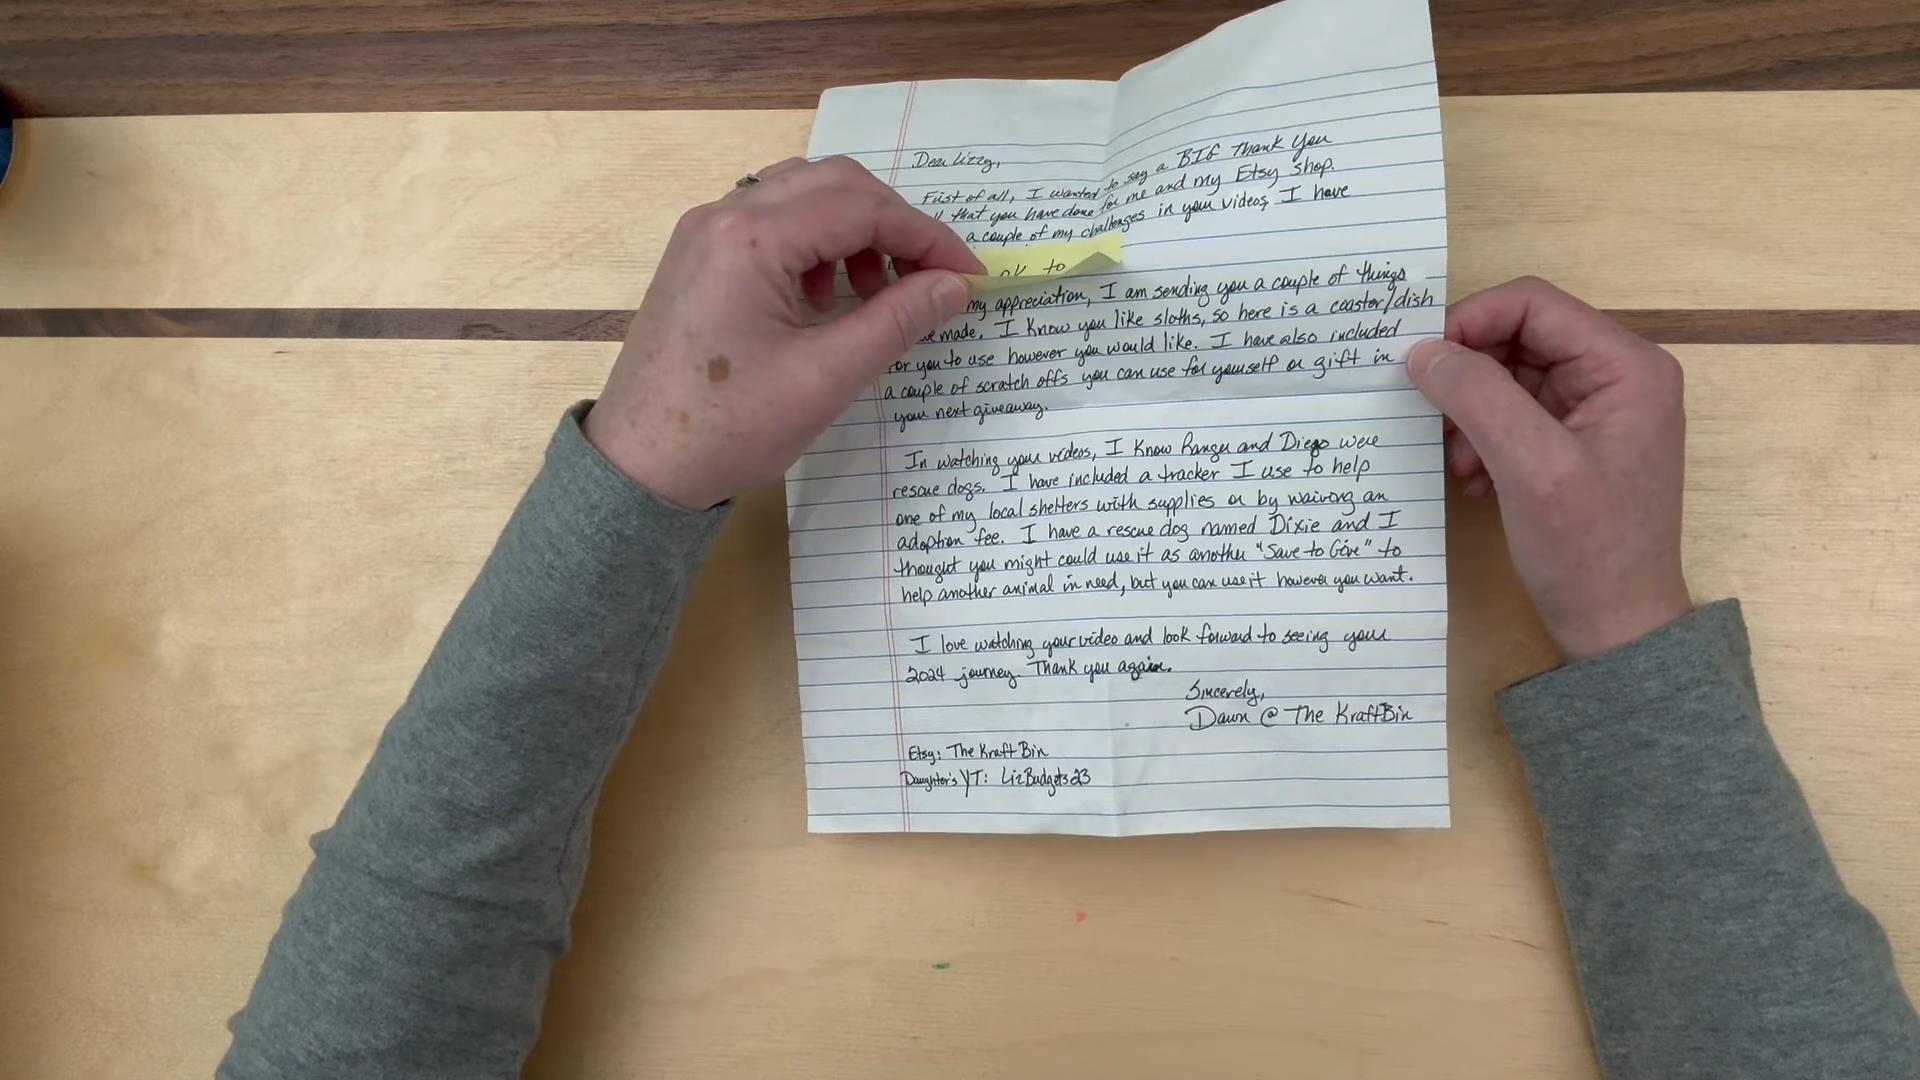 Dear Lizzy,
First of all, I wanted to say a BIG Thank You
that you have done for me and my Etsy shop.
a couple of my challenges in your videos, I have
ok to
my appreciation, I am sending you a couple of things
made. I know you like sloths, so here is a coaster/dish
for you to use however you would like. I have also included
a couple of scratch offs you can use for yourself or gift in
your next giveaway.
In watching your videos, I know Ranger and Diego were
rescue dogs. I have included a tracker I use to help
one of my local shelters with supplies or by waiving an
adoption fee. I have a rescue dog named Dixie and I
thought you might could use it as another "Save to Give" to
help another animal in need, but you can use it however you want.
I love watching your video and look forward to seeing your
2024 journey. Thank you again.
Sincerely,
Dawn @ The KraftBin
Etsy: The Kraft Bin
Daughter's YT: LizBudgets23